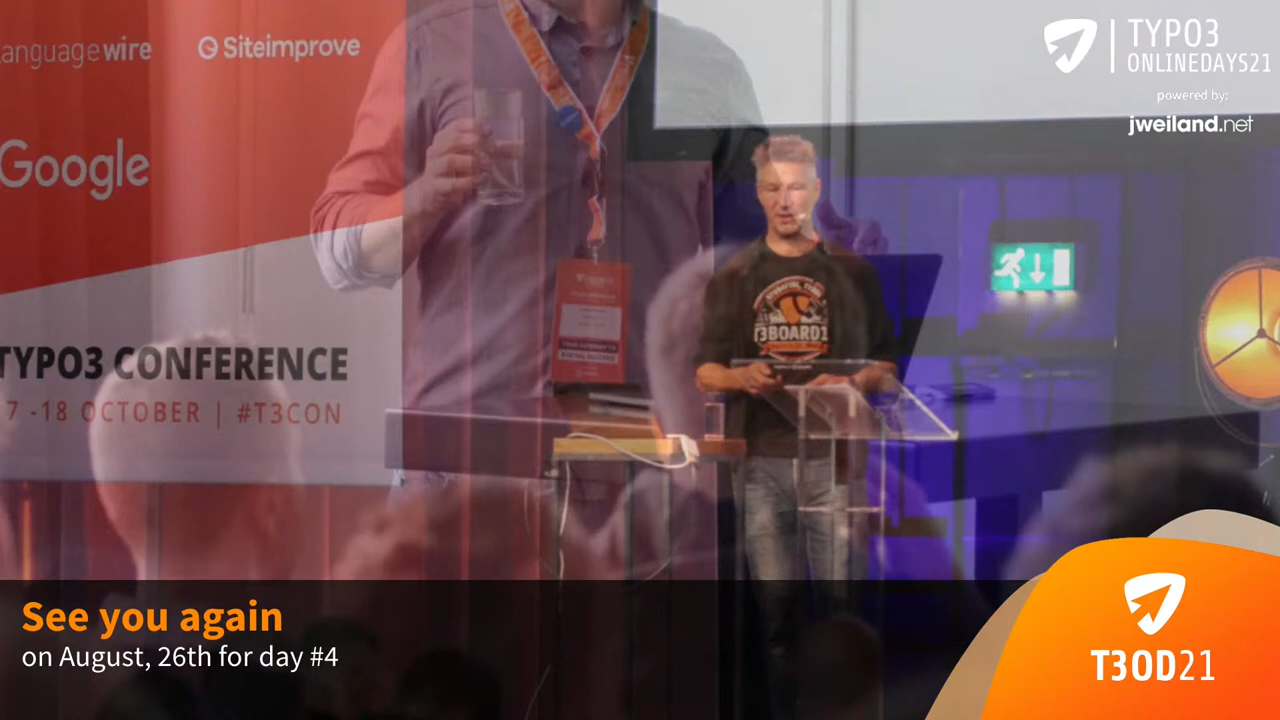 languagewire
Siteimprove
Google
TYPO3 CONFERENCE
7 -18 OCTOBER | #T3CON
T3BOARD1
TYPO3
ONLINEDAYS21
powered by:
jweiland.net
See you again
on August, 26th for day #4
T3OD21